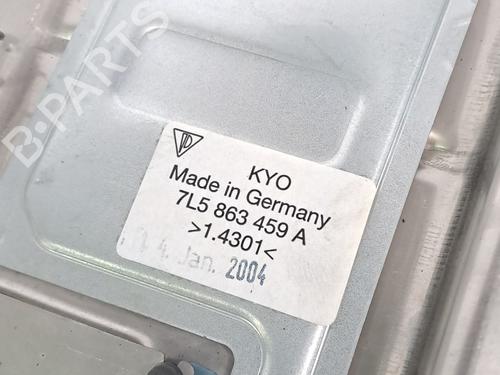 B-PARTS
KYO
Made in Germany
7L5 863 459 A
>1.4301<
4. Jan. 2004